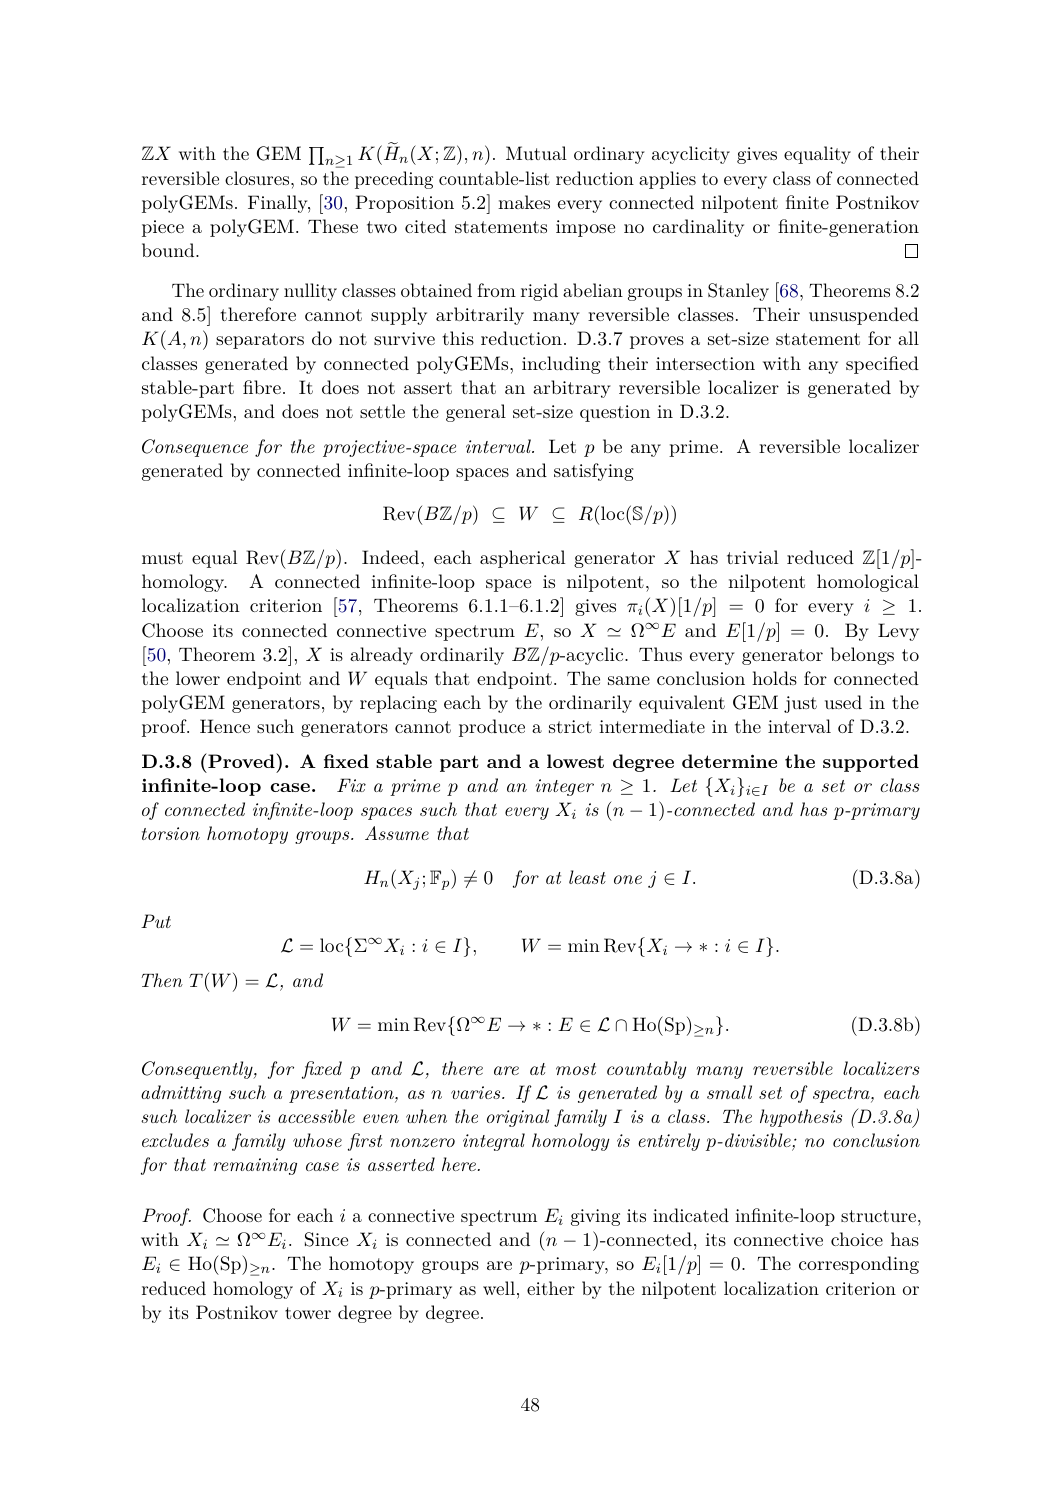 ℤX with the GEM ∏_{n≥1} K(H̃_n(X;ℤ), n). Mutual ordinary acyclicity gives equality of their
reversible closures, so the preceding countable-list reduction applies to every class of connected
polyGEMs. Finally, [30, Proposition 5.2] makes every connected nilpotent finite Postnikov
piece a polyGEM. These two cited statements impose no cardinality or finite-generation
bound. □
The ordinary nullity classes obtained from rigid abelian groups in Stanley [68, Theorems 8.2
and 8.5] therefore cannot supply arbitrarily many reversible classes. Their unsuspended
K(A, n) separators do not survive this reduction. D.3.7 proves a set-size statement for all
classes generated by connected polyGEMs, including their intersection with any specified
stable-part fibre. It does not assert that an arbitrary reversible localizer is generated by
polyGEMs, and does not settle the general set-size question in D.3.2.
Consequence for the projective-space interval. Let p be any prime. A reversible localizer
generated by connected infinite-loop spaces and satisfying
Rev(Bℤ/p) ⊆ W ⊆ R(loc(𝕊/p))
must equal Rev(Bℤ/p). Indeed, each aspherical generator X has trivial reduced ℤ[1/p]-
homology. A connected infinite-loop space is nilpotent, so the nilpotent homological
localization criterion [57, Theorems 6.1.1–6.1.2] gives π_i(X)[1/p] = 0 for every i ≥ 1.
Choose its connected connective spectrum E, so X ≃ Ω^∞E and E[1/p] = 0. By Levy
[50, Theorem 3.2], X is already ordinarily Bℤ/p-acyclic. Thus every generator belongs to
the lower endpoint and W equals that endpoint. The same conclusion holds for connected
polyGEM generators, by replacing each by the ordinarily equivalent GEM just used in the
proof. Hence such generators cannot produce a strict intermediate in the interval of D.3.2.
D.3.8 (Proved). A fixed stable part and a lowest degree determine the supported
infinite-loop case. Fix a prime p and an integer n ≥ 1. Let {X_i}_{i∈I} be a set or class
of connected infinite-loop spaces such that every X_i is (n − 1)-connected and has p-primary
torsion homotopy groups. Assume that
H_n(X_j; 𝔽_p) ≠ 0 for at least one j ∈ I. (D.3.8a)
Put
ℒ = loc{Σ^∞X_i : i ∈ I}, W = min Rev{X_i → ∗ : i ∈ I}.
Then T(W) = ℒ, and
W = min Rev{Ω^∞E → ∗ : E ∈ ℒ ∩ Ho(Sp)_{≥n}}. (D.3.8b)
Consequently, for fixed p and ℒ, there are at most countably many reversible localizers
admitting such a presentation, as n varies. If ℒ is generated by a small set of spectra, each
such localizer is accessible even when the original family I is a class. The hypothesis (D.3.8a)
excludes a family whose first nonzero integral homology is entirely p-divisible; no conclusion
for that remaining case is asserted here.
Proof. Choose for each i a connective spectrum E_i giving its indicated infinite-loop structure,
with X_i ≃ Ω^∞E_i. Since X_i is connected and (n − 1)-connected, its connective choice has
E_i ∈ Ho(Sp)_{≥n}. The homotopy groups are p-primary, so E_i[1/p] = 0. The corresponding
reduced homology of X_i is p-primary as well, either by the nilpotent localization criterion or
by its Postnikov tower degree by degree.
48